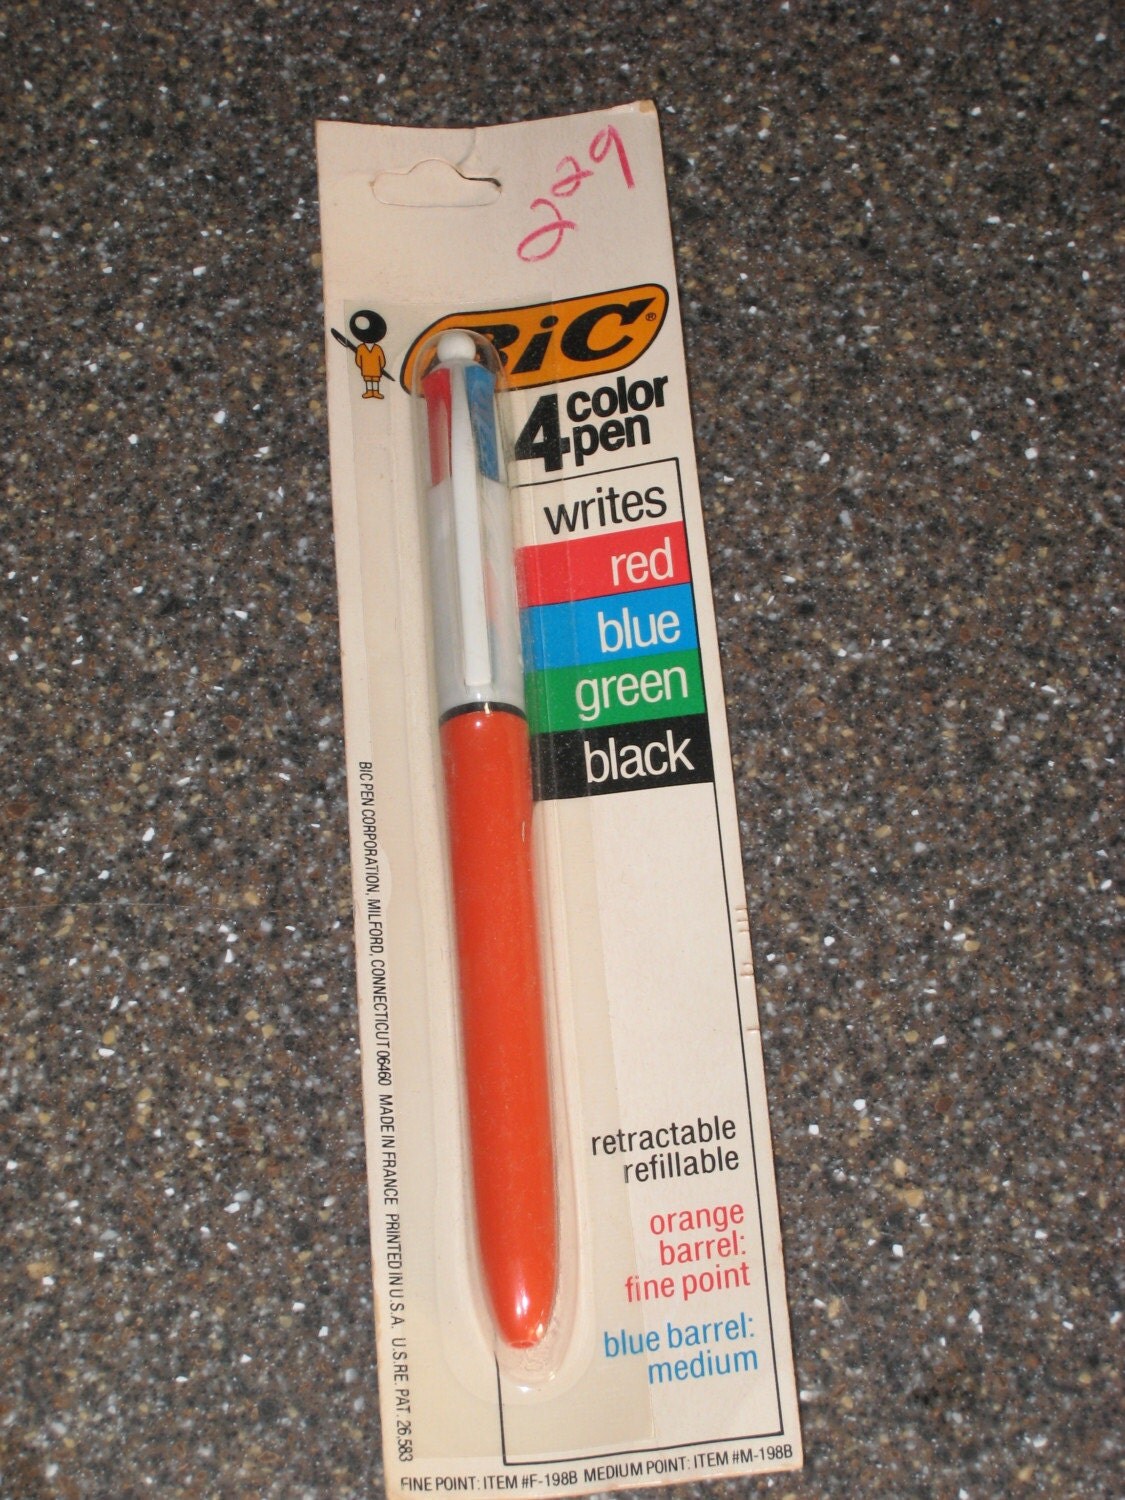 229
BiC®
4 color
pen
writes
red
blue
green
black
retractable
refillable
orange
barrel:
fine point
blue barrel:
medium
BIC PEN CORPORATION, MILFORD, CONNECTICUT 06460 MADE IN FRANCE PRINTED IN U.S.A. U.S. RE. PAT. 26,583
FINE POINT: ITEM #F-198B MEDIUM POINT: ITEM #M-198B